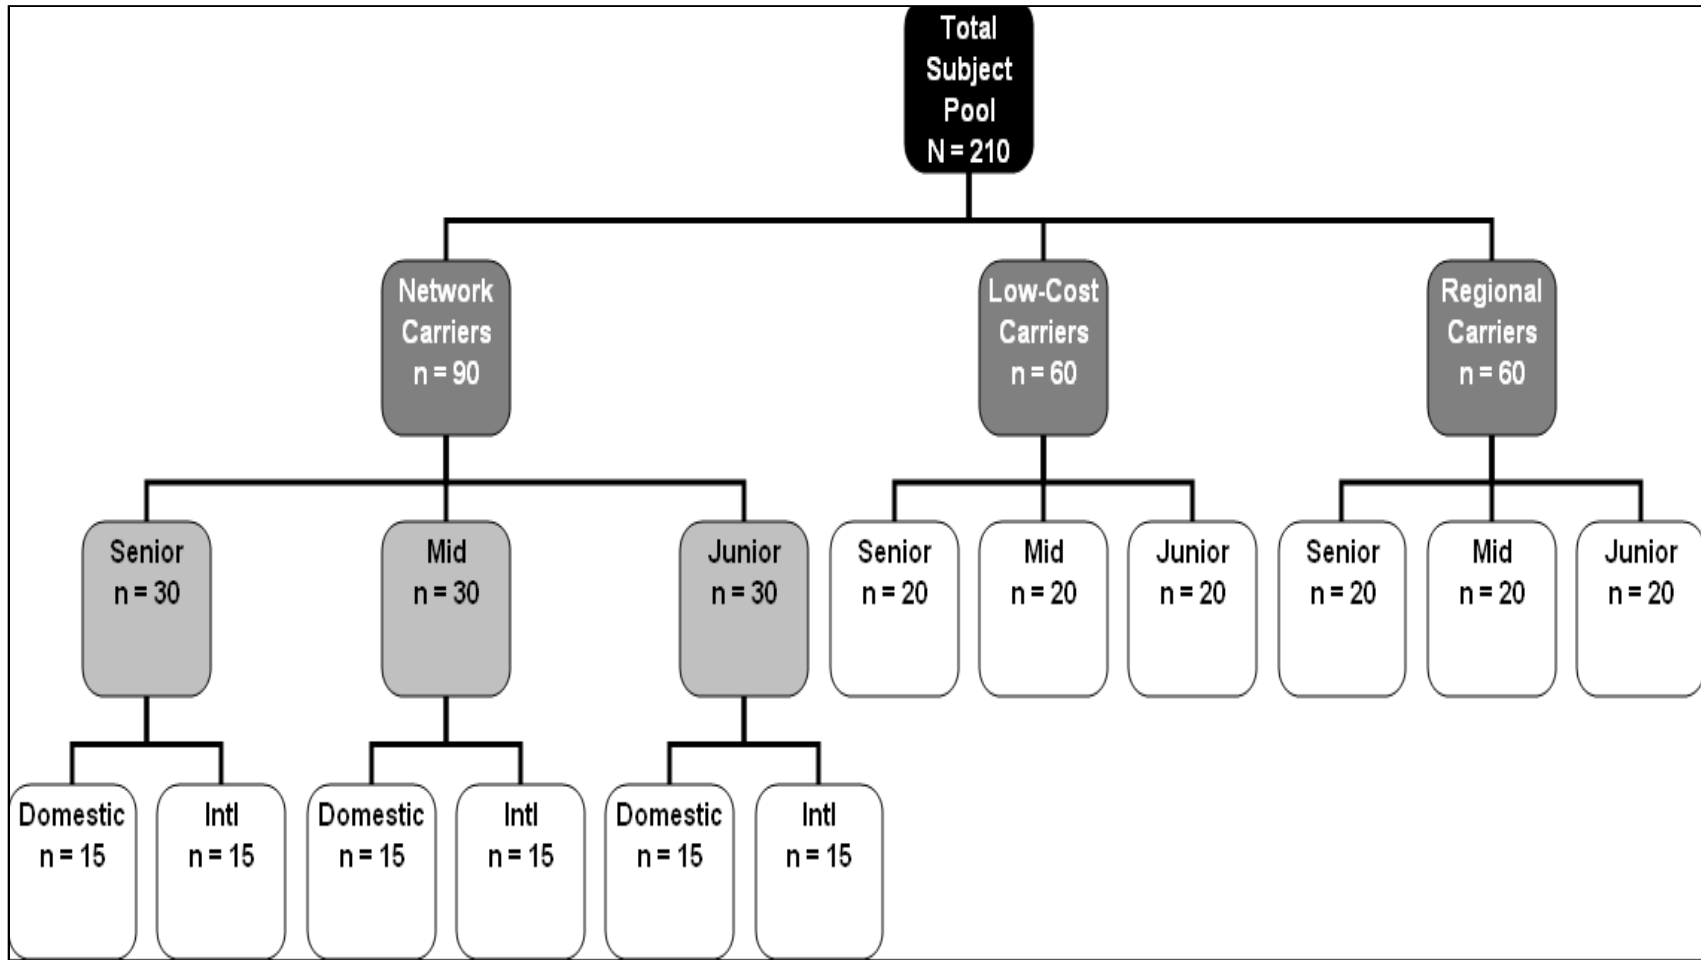 Total
Subject
Pool
N = 210
Network
Carriers
n = 90
Low-Cost
Carriers
n = 60
Regional
Carriers
n = 60
Senior
n = 30
Mid
n = 30
Junior
n = 30
Senior
n = 20
Mid
n = 20
Junior
n = 20
Senior
n = 20
Mid
n = 20
Junior
n = 20
Domestic
n = 15
Intl
n = 15
Domestic
n = 15
Intl
n = 15
Domestic
n = 15
Intl
n = 15